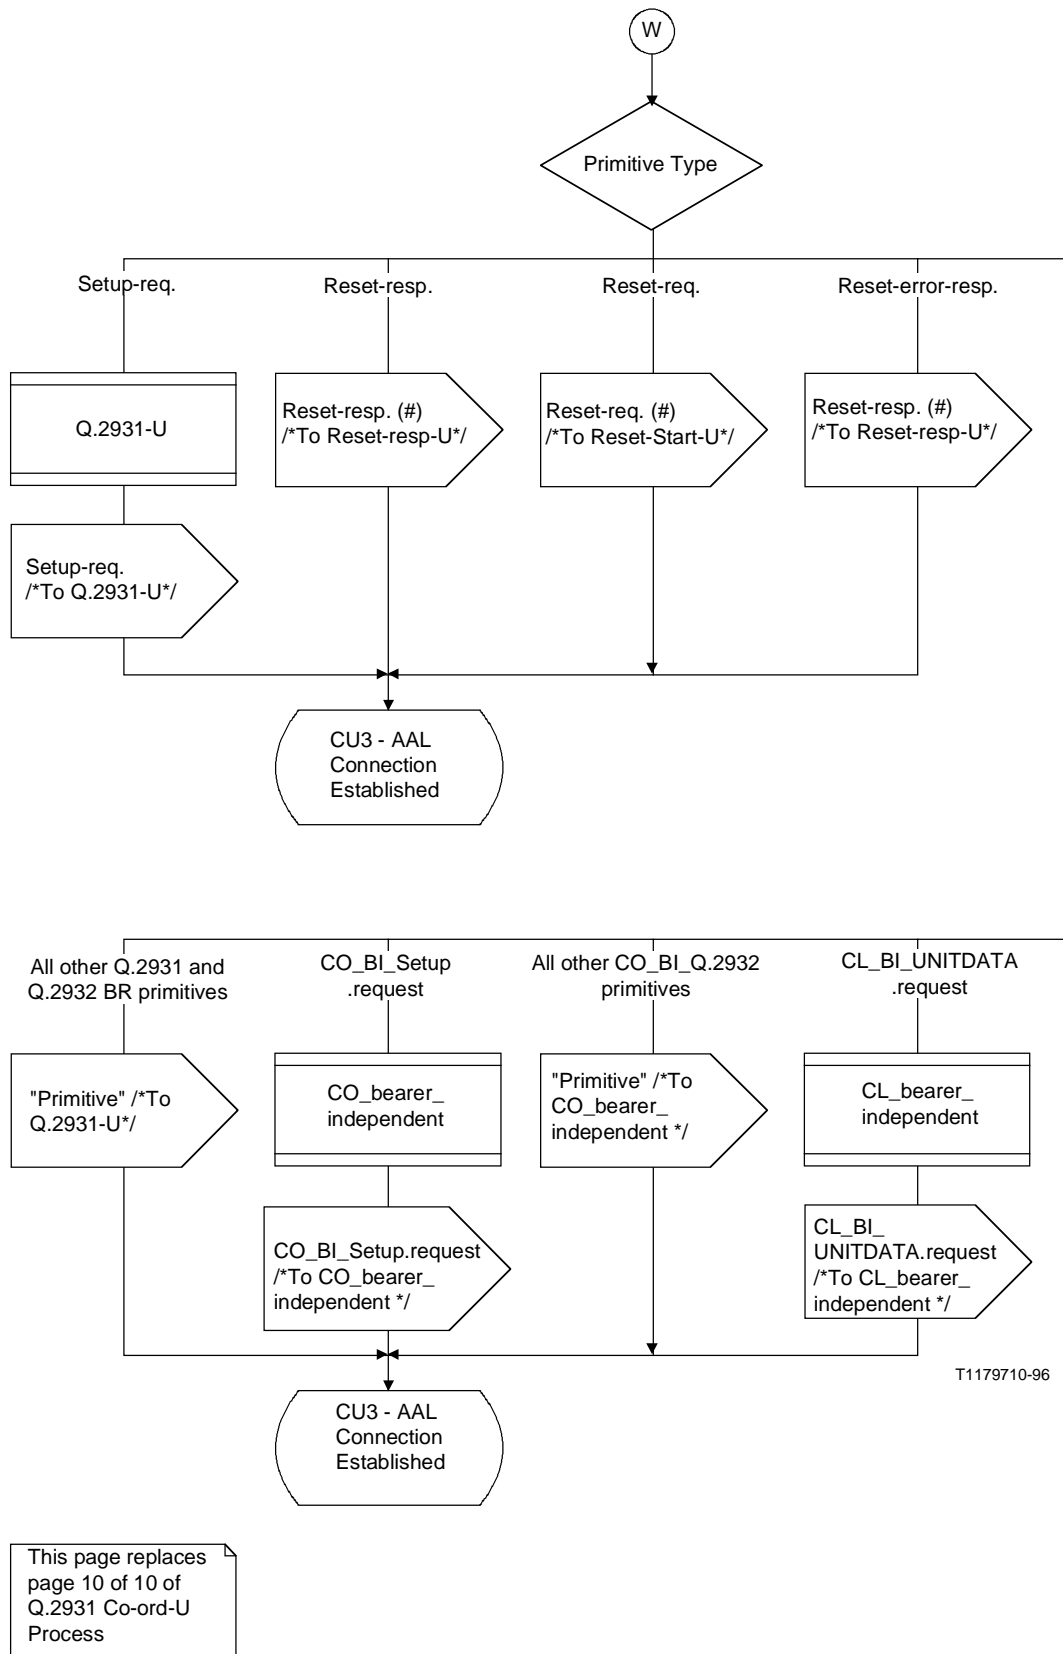 W
Primitive Type
Setup-req.
Reset-resp.
Reset-req.
Reset-error-resp.
Q.2931-U
Reset-resp. (#)
/*To Reset-resp-U*/
Reset-req. (#)
/*To Reset-Start-U*/
Reset-resp. (#)
/*To Reset-resp-U*/
Setup-req.
/*To Q.2931-U*/
CU3 - AAL
Connection
Established
All other Q.2931 and
Q.2932 BR primitives
CO_BI_Setup
.request
All other CO_BI_Q.2932
primitives
CL_BI_UNITDATA
.request
"Primitive" /*To
Q.2931-U*/
CO_bearer_
independent
"Primitive" /*To
CO_bearer_
independent */
CL_bearer_
independent
CO_BI_Setup.request
/*To CO_bearer_
independent */
CL_BI_
UNITDATA.request
/*To CL_bearer_
independent */
T1179710-96
CU3 - AAL
Connection
Established
This page replaces
page 10 of 10 of
Q.2931 Co-ord-U
Process